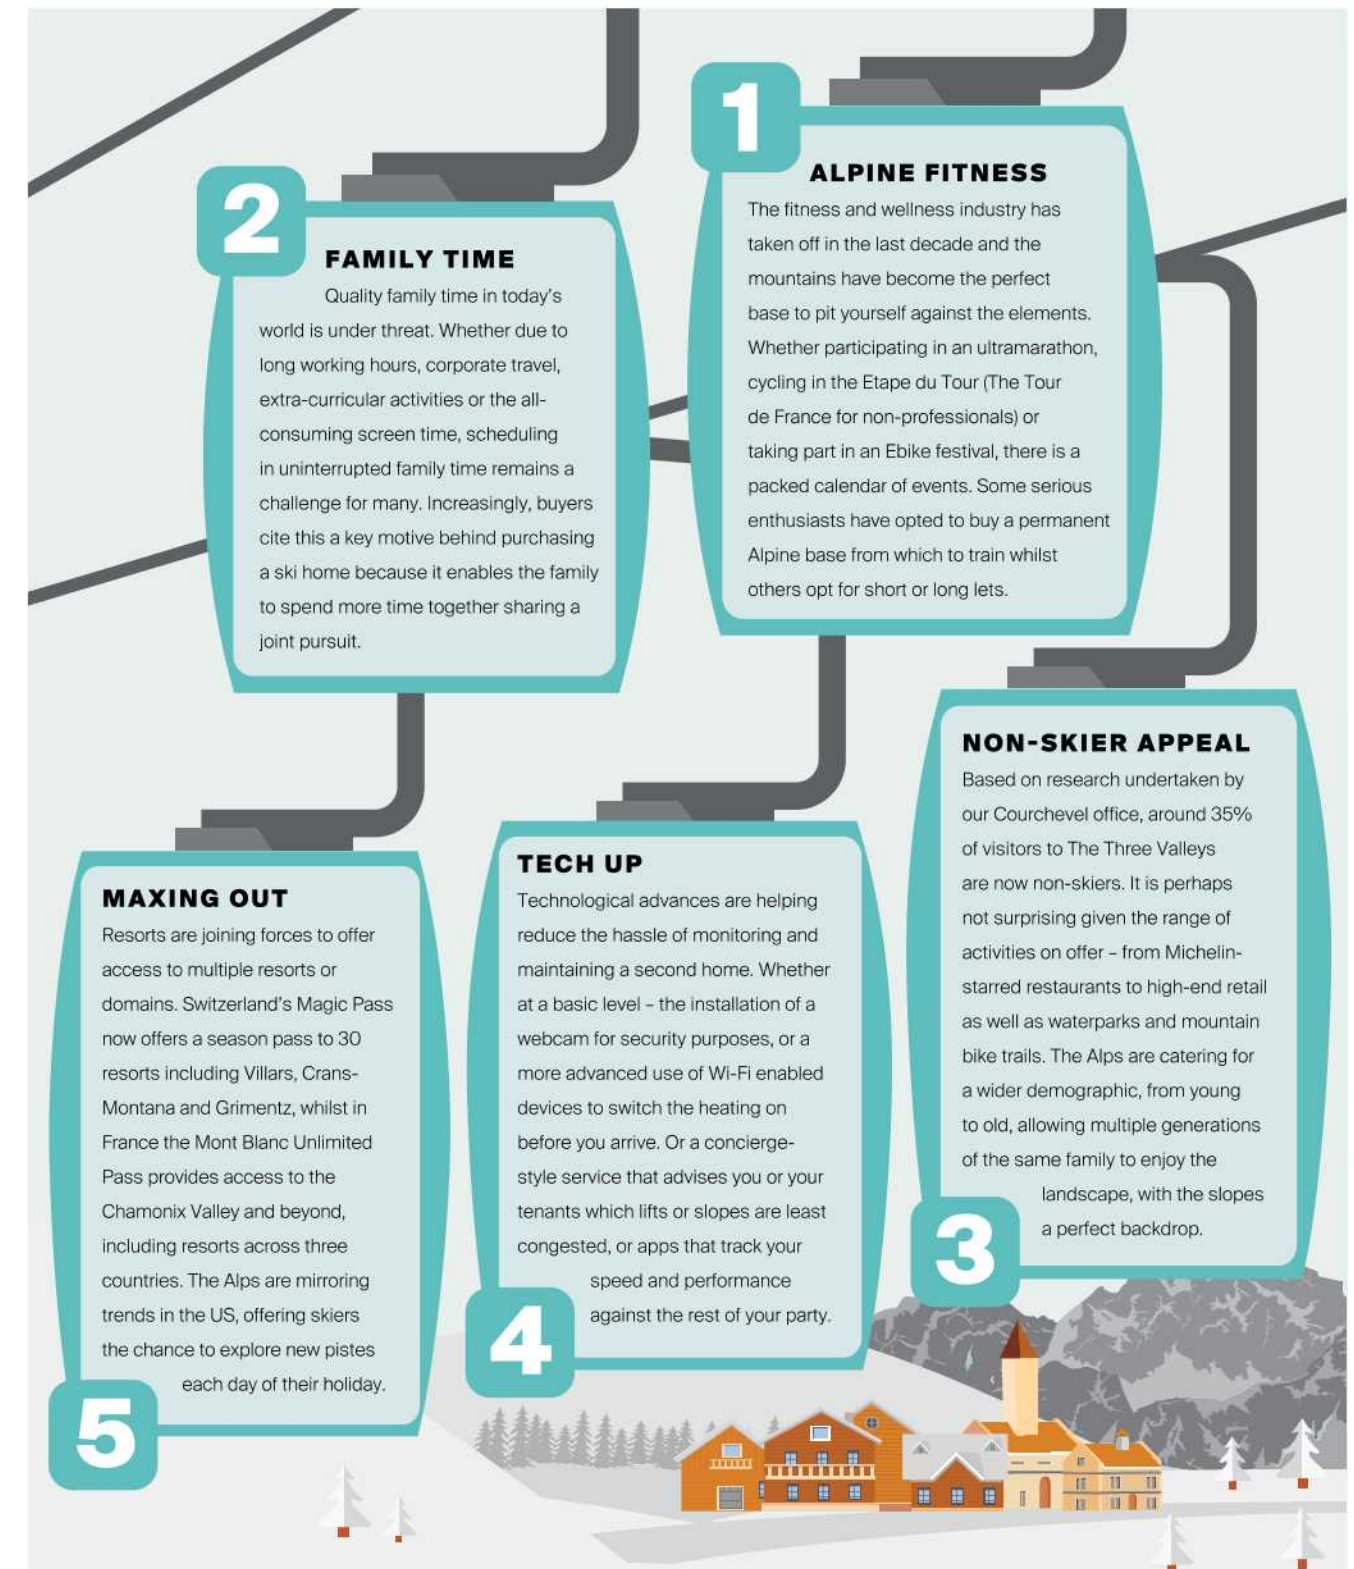 1
ALPINE FITNESS
The fitness and wellness industry has
taken off in the last decade and the
mountains have become the perfect
base to pit yourself against the elements.
Whether participating in an ultramarathon,
cycling in the Etape du Tour (The Tour
de France for non-professionals) or
taking part in an Ebike festival, there is a
packed calendar of events. Some serious
enthusiasts have opted to buy a permanent
Alpine base from which to train whilst
others opt for short or long lets.
2
FAMILY TIME
Quality family time in today's
world is under threat. Whether due to
long working hours, corporate travel,
extra-curricular activities or the all-
consuming screen time, scheduling
in uninterrupted family time remains a
challenge for many. Increasingly, buyers
cite this a key motive behind purchasing
a ski home because it enables the family
to spend more time together sharing a
joint pursuit.
NON-SKIER APPEAL
Based on research undertaken by
our Courchevel office, around 35%
of visitors to The Three Valleys
are now non-skiers. It is perhaps
not surprising given the range of
activities on offer – from Michelin-
starred restaurants to high-end retail
as well as waterparks and mountain
bike trails. The Alps are catering for
a wider demographic, from young
to old, allowing multiple generations
of the same family to enjoy the
landscape, with the slopes
a perfect backdrop.
3
TECH UP
Technological advances are helping
reduce the hassle of monitoring and
maintaining a second home. Whether
at a basic level – the installation of a
webcam for security purposes, or a
more advanced use of Wi-Fi enabled
devices to switch the heating on
before you arrive. Or a concierge-
style service that advises you or your
tenants which lifts or slopes are least
congested, or apps that track your
speed and performance
against the rest of your party.
4
MAXING OUT
Resorts are joining forces to offer
access to multiple resorts or
domains. Switzerland's Magic Pass
now offers a season pass to 30
resorts including Villars, Crans-
Montana and Grimentz, whilst in
France the Mont Blanc Unlimited
Pass provides access to the
Chamonix Valley and beyond,
including resorts across three
countries. The Alps are mirroring
trends in the US, offering skiers
the chance to explore new pistes
each day of their holiday.
5